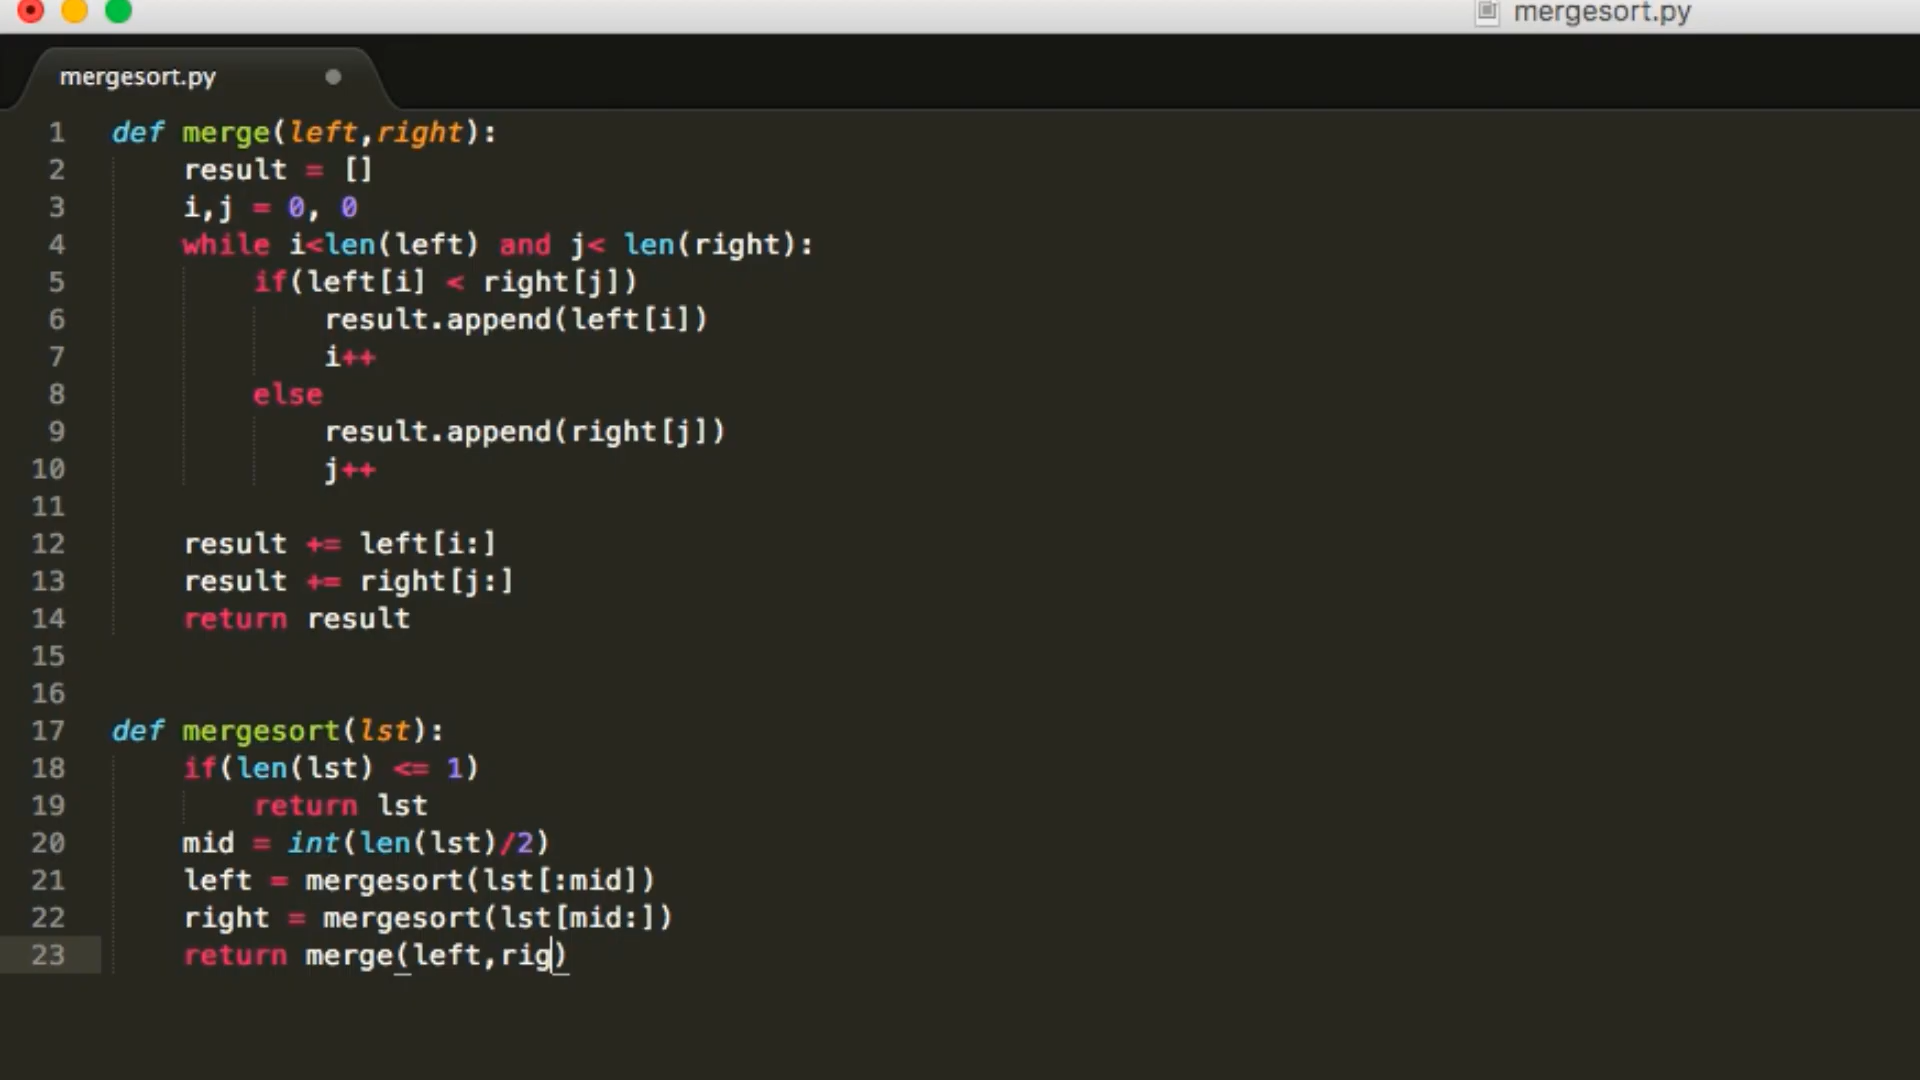 mergesort.py
mergesort.py
1 def merge(left,right):
2     result = []
3     i,j = 0, 0
4     while i<len(left) and j< len(right):
5         if(left[i] < right[j])
6             result.append(left[i])
7             i++
8         else
9             result.append(right[j])
10             j++
11
12     result += left[i:]
13     result += right[j:]
14     return result
15
16
17 def mergesort(lst):
18     if(len(lst) <= 1)
19         return lst
20     mid = int(len(lst)/2)
21     left = mergesort(lst[:mid])
22     right = mergesort(lst[mid:])
23     return merge(left,rig)